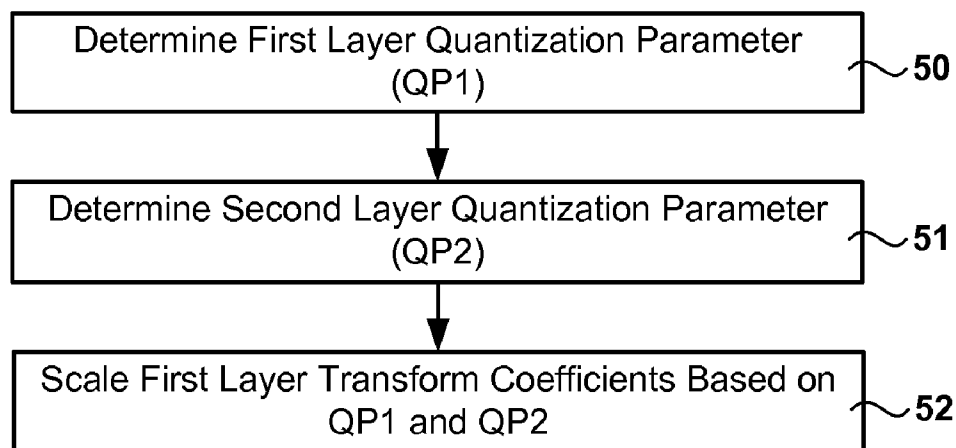 Determine First Layer Quantization Parameter
(QP1)
50
Determine Second Layer Quantization Parameter
(QP2)
51
Scale First Layer Transform Coefficients Based on
QP1 and QP2
52